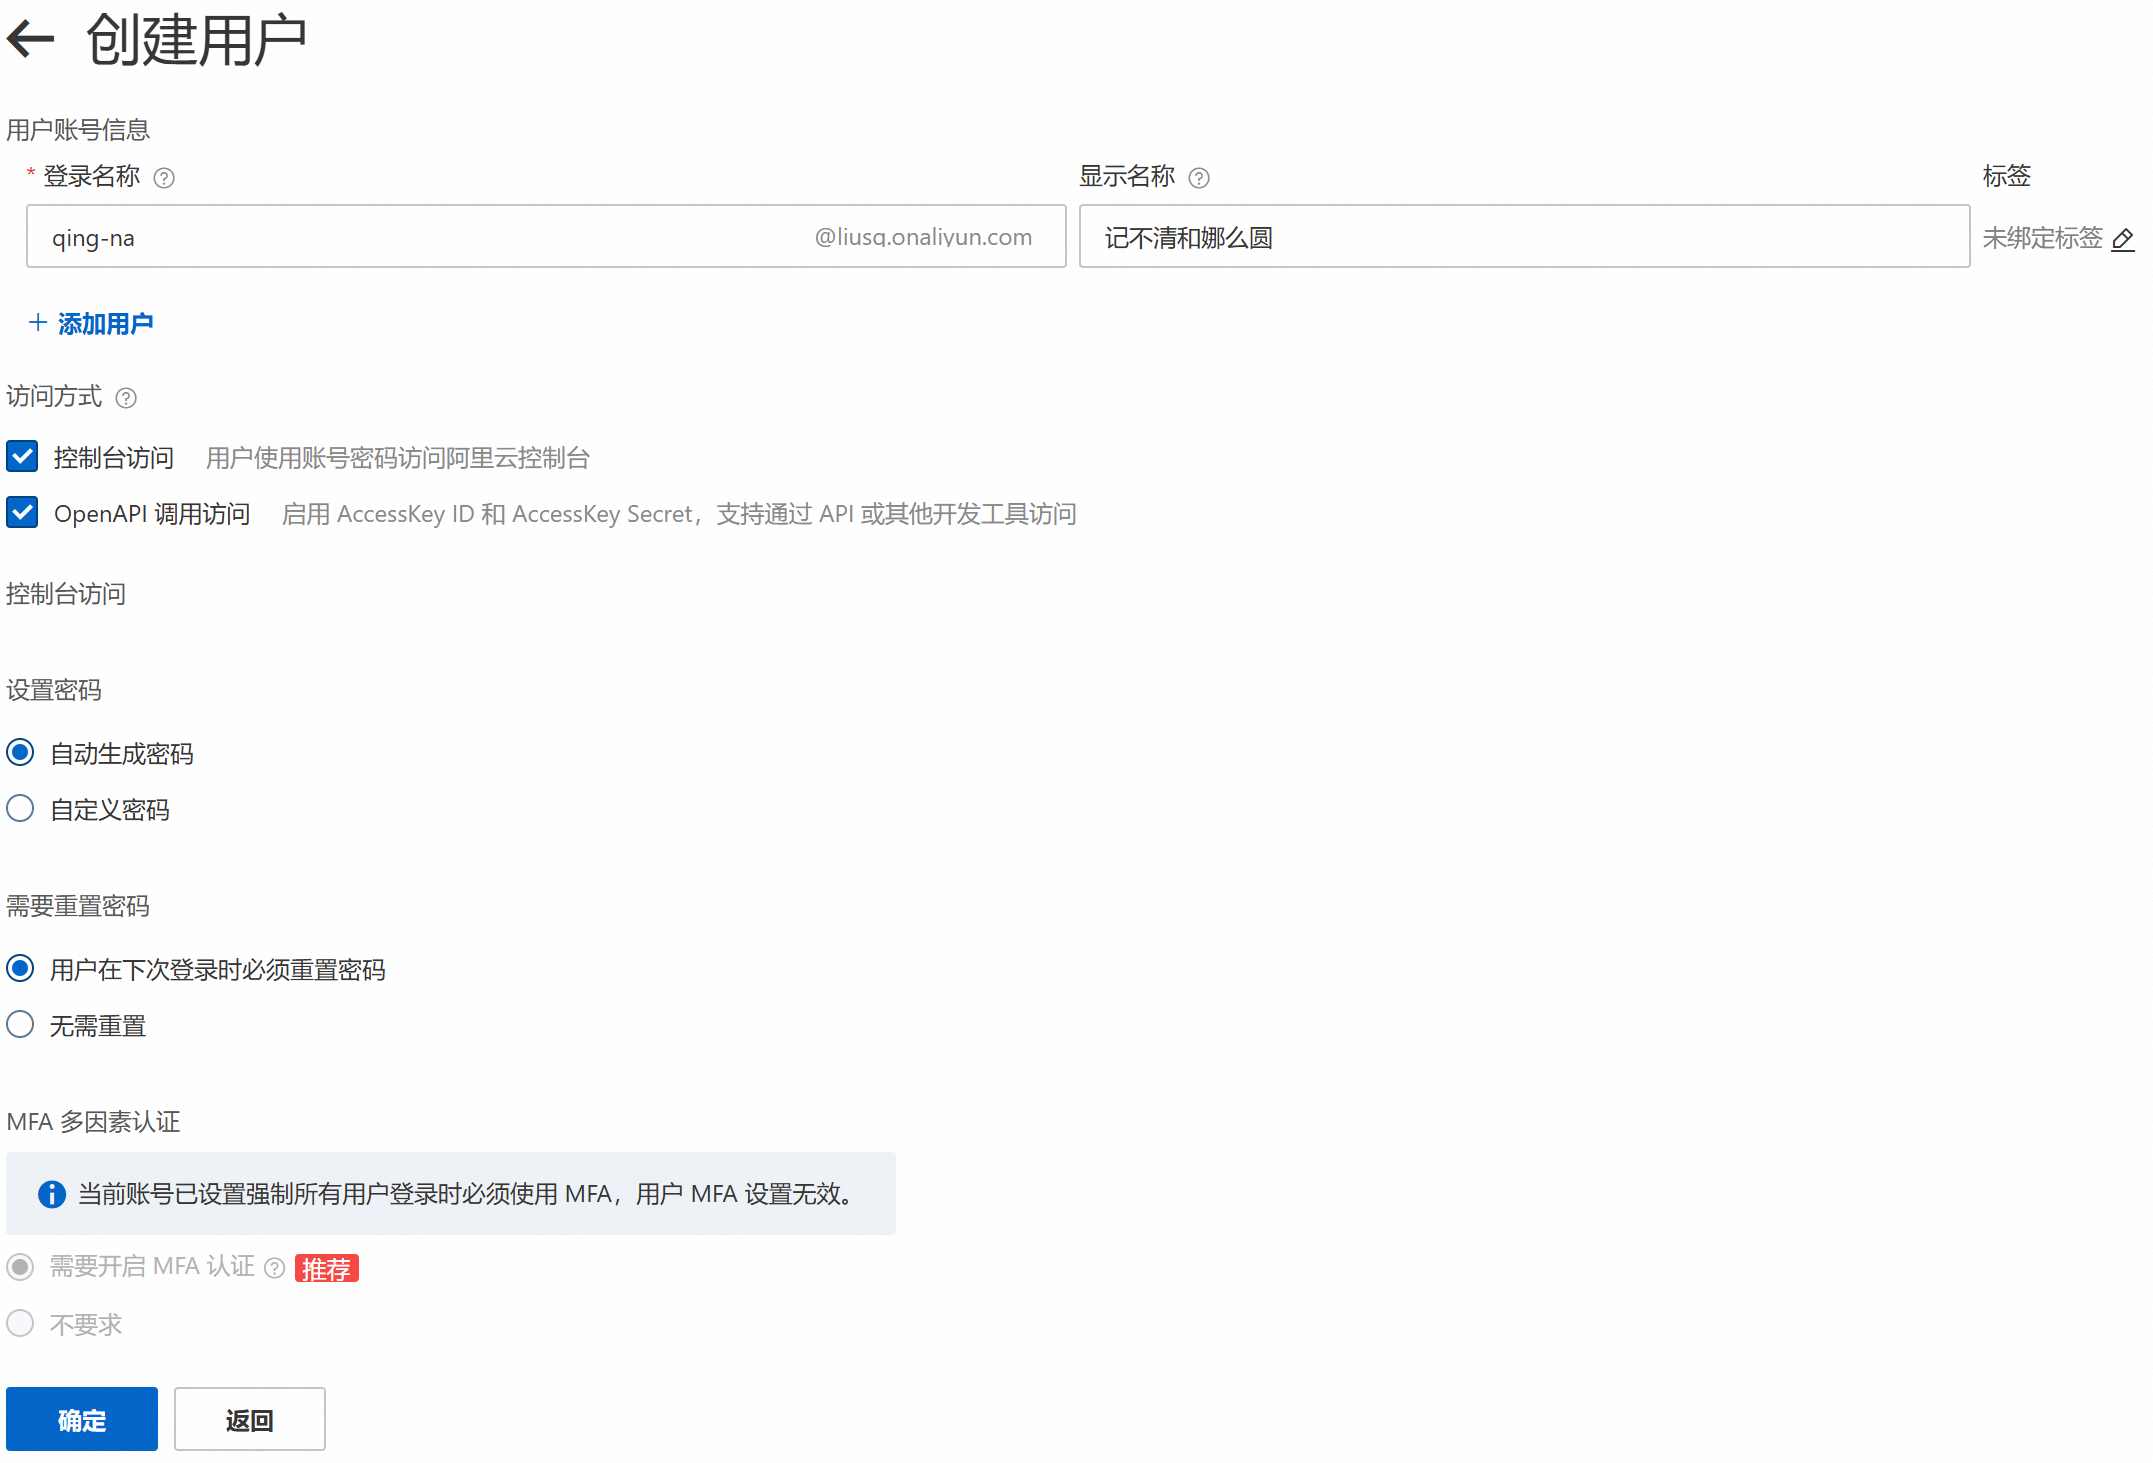 创建用户
用户账号信息
* 登录名称
显示名称
标签
qing-na @liusq.onaliyun.com
记不清和娜么圆
未绑定标签
+ 添加用户
访问方式
控制台访问 用户使用账号密码访问阿里云控制台
OpenAPI 调用访问 启用 AccessKey ID 和 AccessKey Secret，支持通过 API 或其他开发工具访问
控制台访问
设置密码
自动生成密码
自定义密码
需要重置密码
用户在下次登录时必须重置密码
无需重置
MFA 多因素认证
当前账号已设置强制所有用户登录时必须使用 MFA，用户 MFA 设置无效。
需要开启 MFA 认证 推荐
不要求
确定 返回